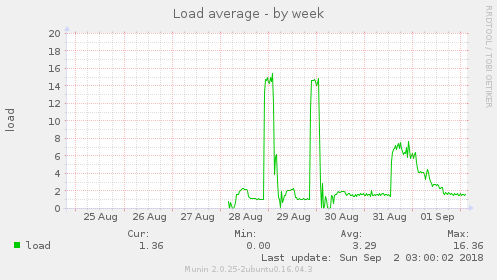 Load average - by week
RRDTOOL / TOBI OETIKER
load
20
18
16
14
12
10
8
6
4
2
0
25 Aug 26 Aug 27 Aug 28 Aug 29 Aug 30 Aug 31 Aug 01 Sep
Cur: Min: Avg: Max:
load 1.36 0.00 3.29 16.36
Last update: Sun Sep 2 03:00:02 2018
Munin 2.0.25-2ubuntu0.16.04.3